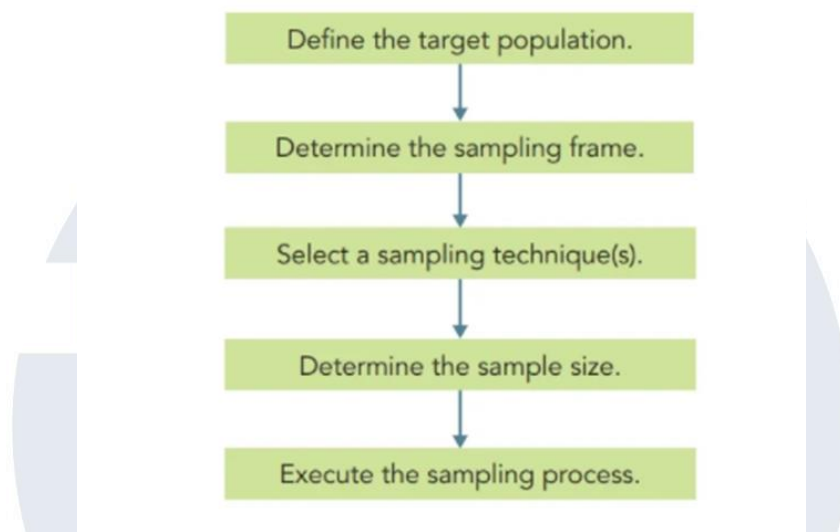 Define the target population.
Determine the sampling frame.
Select a sampling technique(s).
Determine the sample size.
Execute the sampling process.